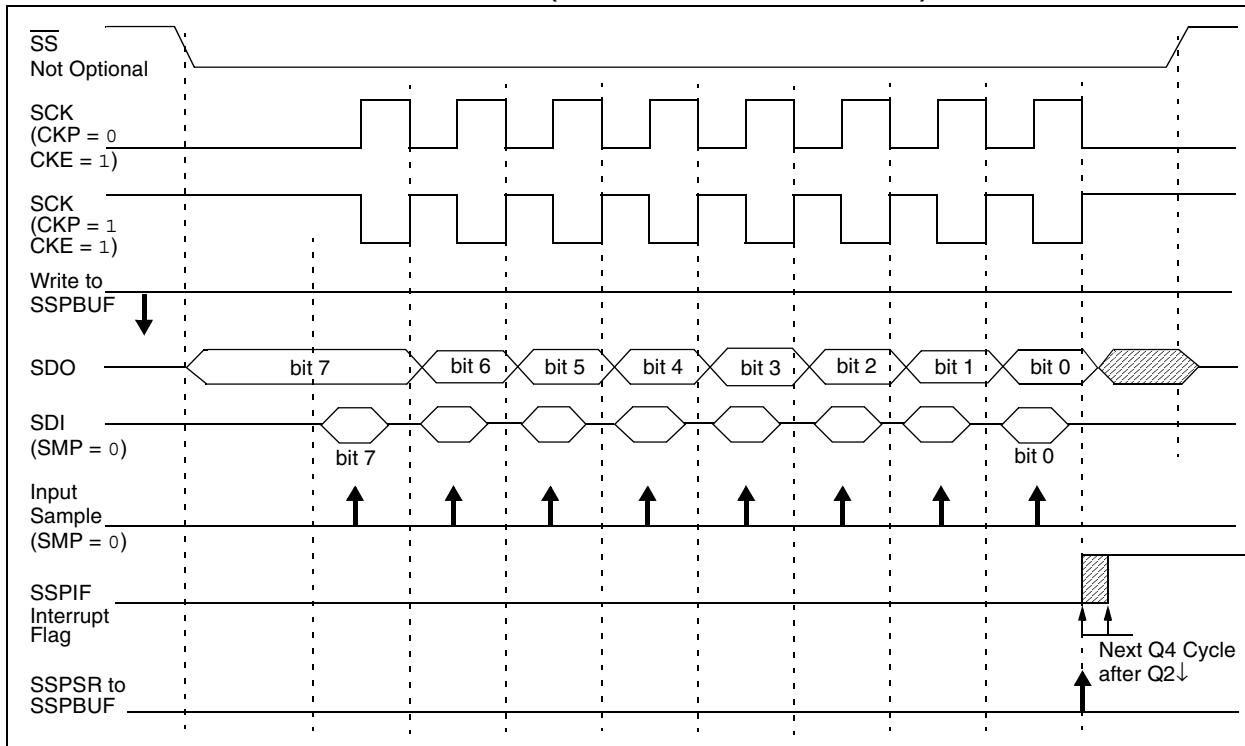 SS
Not Optional
SCK
(CKP = 0
CKE = 1)
SCK
(CKP = 1
CKE = 1)
Write to
SSPBUF
SDO
bit 7 bit 6 bit 5 bit 4 bit 3 bit 2 bit 1 bit 0
SDI
(SMP = 0)
bit 7 bit 0
Input
Sample
(SMP = 0)
SSPIF
Interrupt
Flag
Next Q4 Cycle
after Q2↓
SSPSR to
SSPBUF